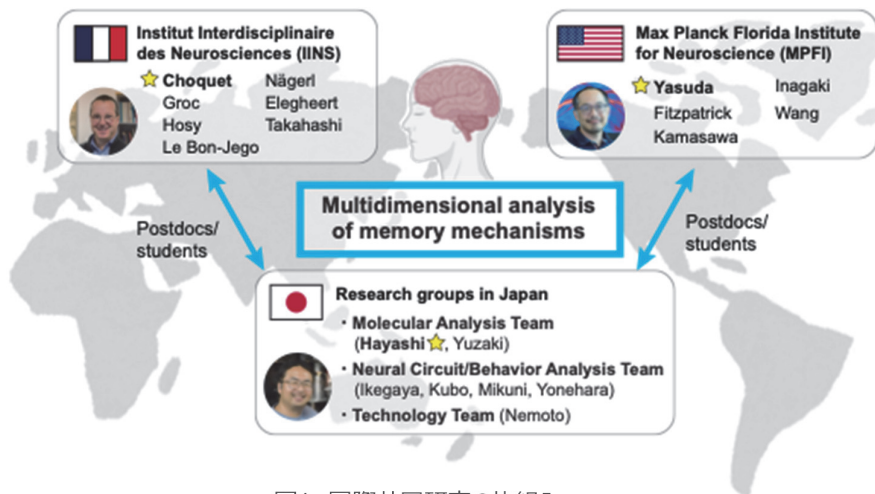 Institut Interdisciplinaire
des Neurosciences (IINS)
Choquet Nägerl
Groc Elegheert
Hosy Takahashi
Le Bon-Jego
Max Planck Florida Institute
for Neuroscience (MPFI)
Yasuda Inagaki
Fitzpatrick Wang
Kamasawa
Multidimensional analysis
of memory mechanisms
Postdocs/
students
Postdocs/
students
Research groups in Japan
・Molecular Analysis Team
(Hayashi, Yuzaki)
・Neural Circuit/Behavior Analysis Team
(Ikegaya, Kubo, Mikuni, Yonehara)
・Technology Team (Nemoto)